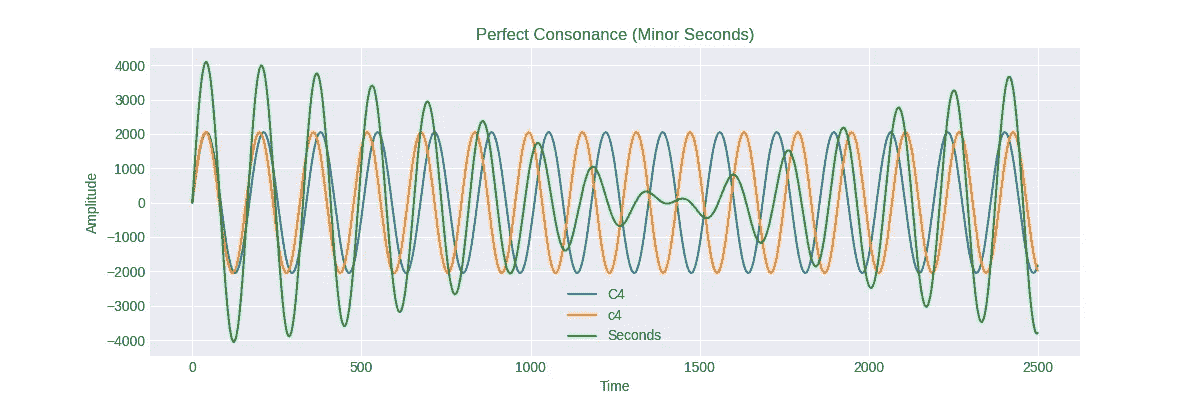 Perfect Consonance (Minor Seconds)
4000
3000
2000
1000
0
−1000
−2000
−3000
−4000
Amplitude
C4
c4
Seconds
0 500 1000 1500 2000 2500
Time